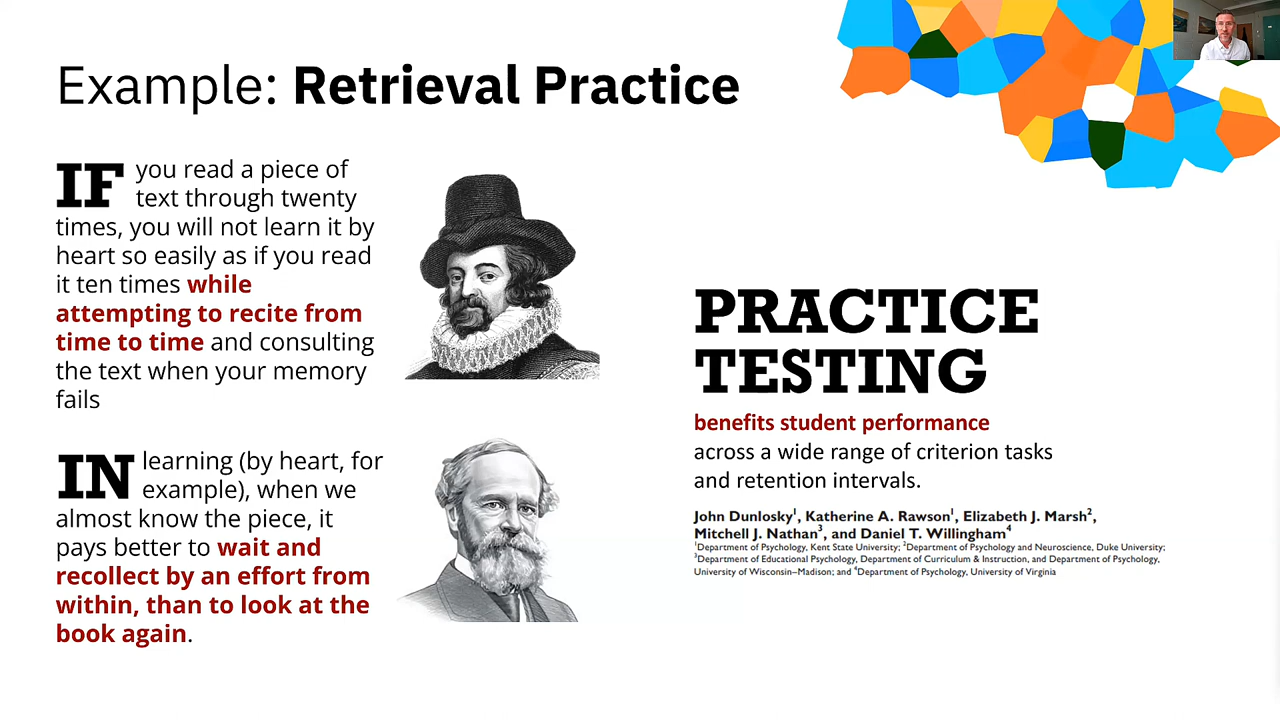 Example: Retrieval Practice
IF you read a piece of
text through twenty
times, you will not learn it by
heart so easily as if you read
it ten times while
attempting to recite from
time to time and consulting
the text when your memory
fails
IN learning (by heart, for
example), when we
almost know the piece, it
pays better to wait and
recollect by an effort from
within, than to look at the
book again.
PRACTICE
TESTING
benefits student performance
across a wide range of criterion tasks
and retention intervals.
John Dunlosky¹, Katherine A. Rawson¹, Elizabeth J. Marsh²,
Mitchell J. Nathan³, and Daniel T. Willingham⁴
¹Department of Psychology, Kent State University; ²Department of Psychology and Neuroscience, Duke University;
³Department of Educational Psychology, Department of Curriculum & Instruction, and Department of Psychology,
University of Wisconsin–Madison; and ⁴Department of Psychology, University of Virginia